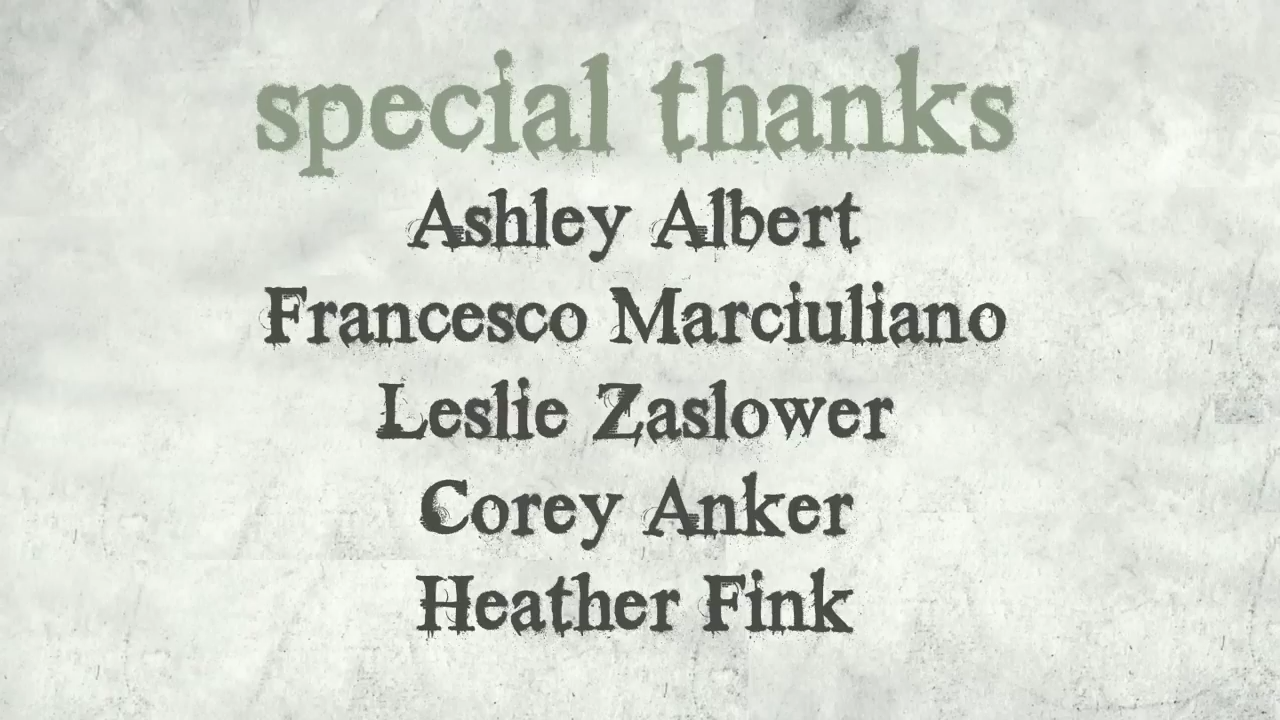 special thanks
Ashley Albert
Francesco Marciuliano
Leslie Zaslower
Corey Anker
Heather Fink